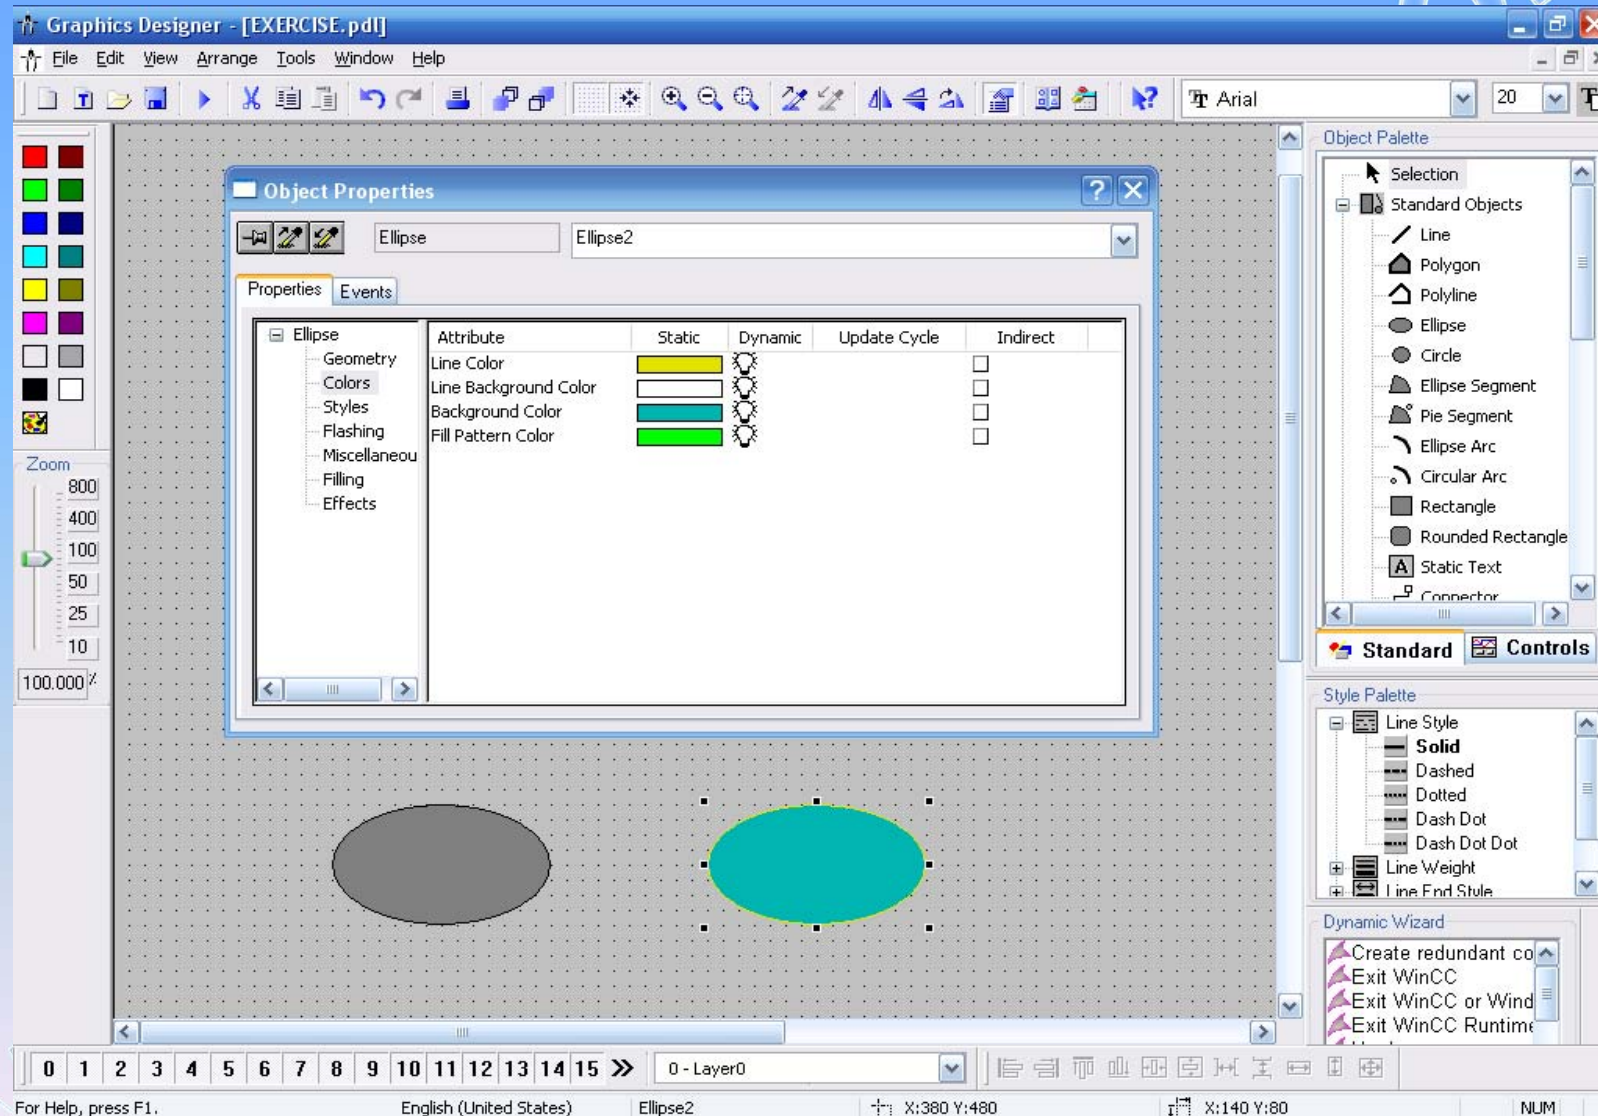 Graphics Designer - [EXERCISE.pdl]
File Edit View Arrange Tools Window Help
Arial 20
Object Palette
Selection
Standard Objects
Line
Polygon
Polyline
Ellipse
Circle
Ellipse Segment
Pie Segment
Ellipse Arc
Circular Arc
Rectangle
Rounded Rectangle
Static Text
Connector
Standard Controls
Object Properties
Ellipse Ellipse2
Properties Events
Ellipse
Geometry
Colors
Styles
Flashing
Miscellaneou
Filling
Effects
Attribute Static Dynamic Update Cycle Indirect
Line Color
Line Background Color
Background Color
Fill Pattern Color
Zoom
800
400
100
50
25
10
100.000%
Style Palette
Line Style
Solid
Dashed
Dotted
Dash Dot
Dash Dot Dot
Line Weight
Line End Style
Dynamic Wizard
Create redundant co
Exit WinCC
Exit WinCC or Wind
Exit WinCC Runtime
0 1 2 3 4 5 6 7 8 9 10 11 12 13 14 15 0 - Layer0
For Help, press F1. English (United States) Ellipse2 X:380 Y:480 X:140 Y:80 NUM